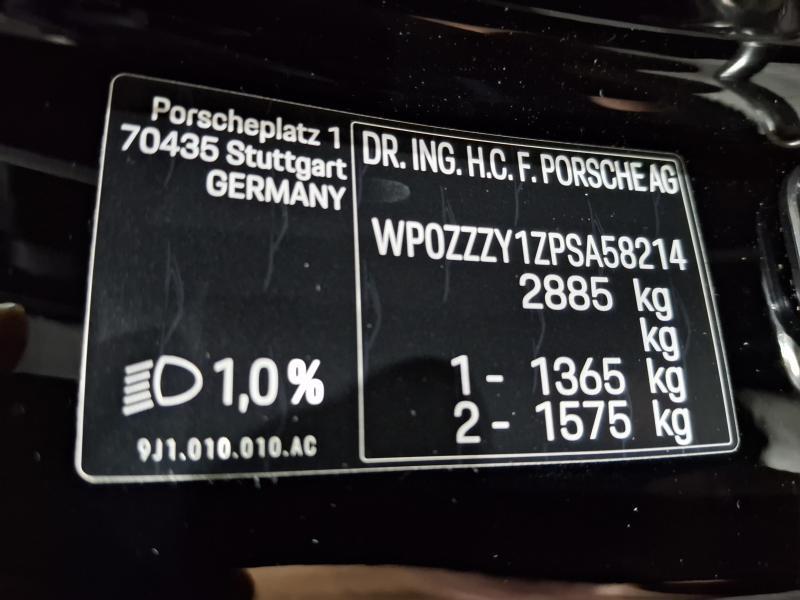 Porscheplatz 1
70435 Stuttgart
GERMANY
1,0%
9J1.010.010.AC
DR. ING. H.C. F. PORSCHE AG
WP0ZZZY1ZPSA58214
2885 kg
kg
1 - 1365 kg
2 - 1575 kg